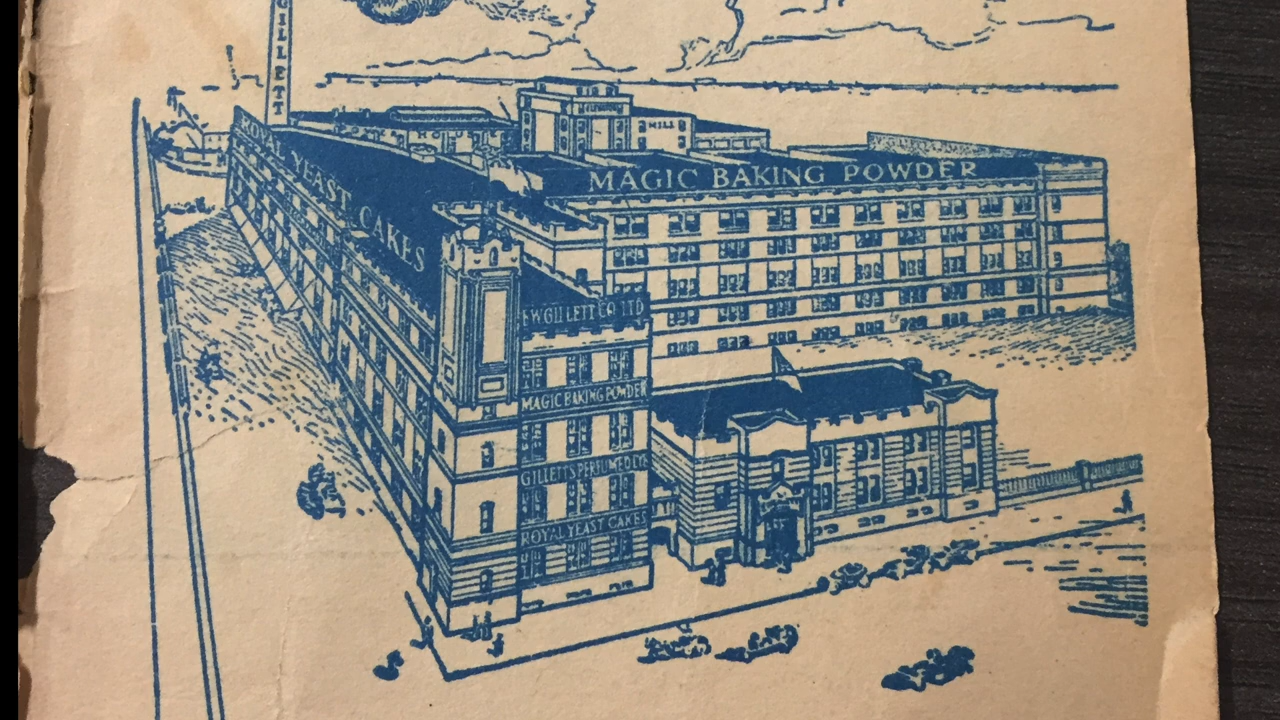 GILLETT
ROYAL YEAST CAKES
MILL
MAGIC BAKING POWDER
E.W. GILLETT CO. LTD.
MAGIC BAKING POWDER
GILLETT'S PERFUMED LYE
ROYAL YEAST CAKES